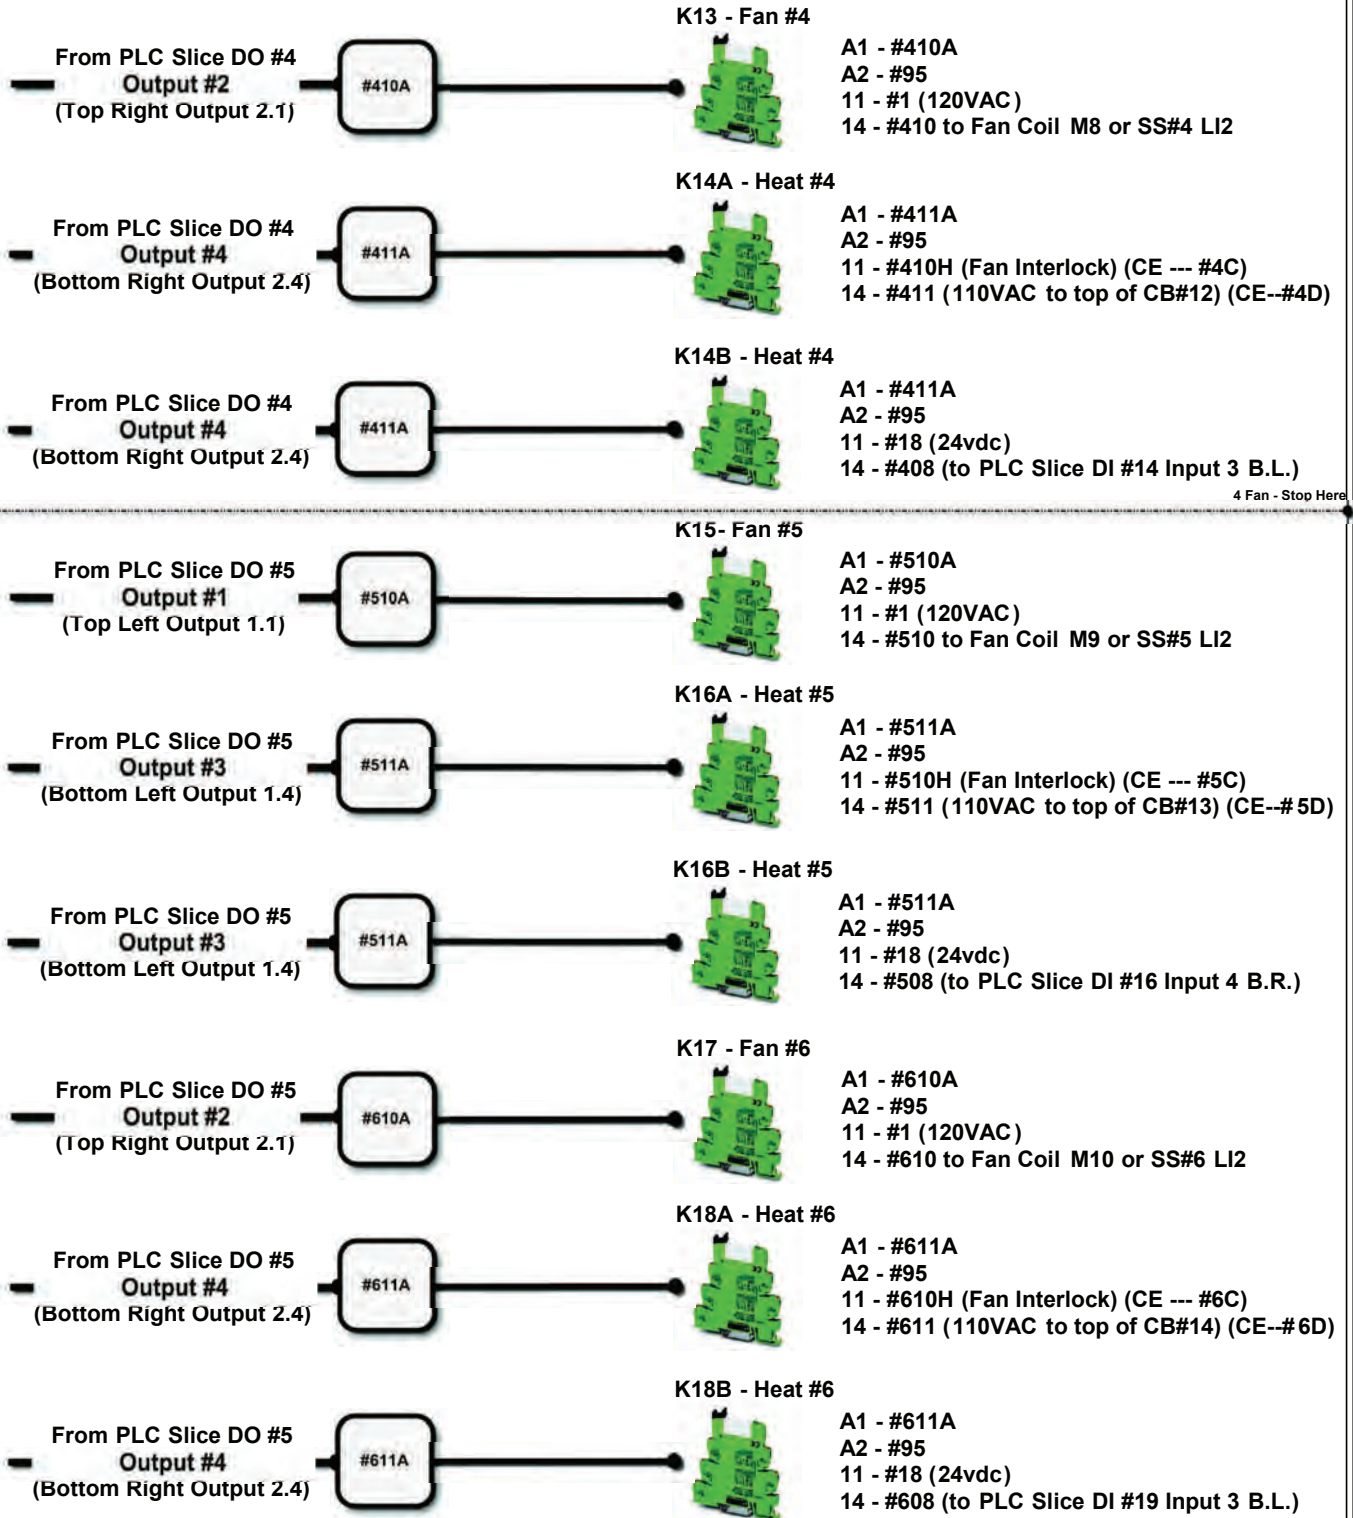 K13 - Fan #4
From PLC Slice DO #4
Output #2
(Top Right Output 2.1)
#410A
A1 - #410A
A2 - #95
11 - #1 (120VAC)
14 - #410 to Fan Coil M8 or SS#4 LI2
K14A - Heat #4
From PLC Slice DO #4
Output #4
(Bottom Right Output 2.4)
#411A
A1 - #411A
A2 - #95
11 - #410H (Fan Interlock) (CE --- #4C)
14 - #411 (110VAC to top of CB#12) (CE--#4D)
K14B - Heat #4
From PLC Slice DO #4
Output #4
(Bottom Right Output 2.4)
#411A
A1 - #411A
A2 - #95
11 - #18 (24vdc)
14 - #408 (to PLC Slice DI #14 Input 3 B.L.)
4 Fan - Stop Here
K15- Fan #5
From PLC Slice DO #5
Output #1
(Top Left Output 1.1)
#510A
A1 - #510A
A2 - #95
11 - #1 (120VAC)
14 - #510 to Fan Coil M9 or SS#5 LI2
K16A - Heat #5
From PLC Slice DO #5
Output #3
(Bottom Left Output 1.4)
#511A
A1 - #511A
A2 - #95
11 - #510H (Fan Interlock) (CE --- #5C)
14 - #511 (110VAC to top of CB#13) (CE--#5D)
K16B - Heat #5
From PLC Slice DO #5
Output #3
(Bottom Left Output 1.4)
#511A
A1 - #511A
A2 - #95
11 - #18 (24vdc)
14 - #508 (to PLC Slice DI #16 Input 4 B.R.)
K17 - Fan #6
From PLC Slice DO #5
Output #2
(Top Right Output 2.1)
#610A
A1 - #610A
A2 - #95
11 - #1 (120VAC)
14 - #610 to Fan Coil M10 or SS#6 LI2
K18A - Heat #6
From PLC Slice DO #5
Output #4
(Bottom Right Output 2.4)
#611A
A1 - #611A
A2 - #95
11 - #610H (Fan Interlock) (CE --- #6C)
14 - #611 (110VAC to top of CB#14) (CE--#6D)
K18B - Heat #6
From PLC Slice DO #5
Output #4
(Bottom Right Output 2.4)
#611A
A1 - #611A
A2 - #95
11 - #18 (24vdc)
14 - #608 (to PLC Slice DI #19 Input 3 B.L.)